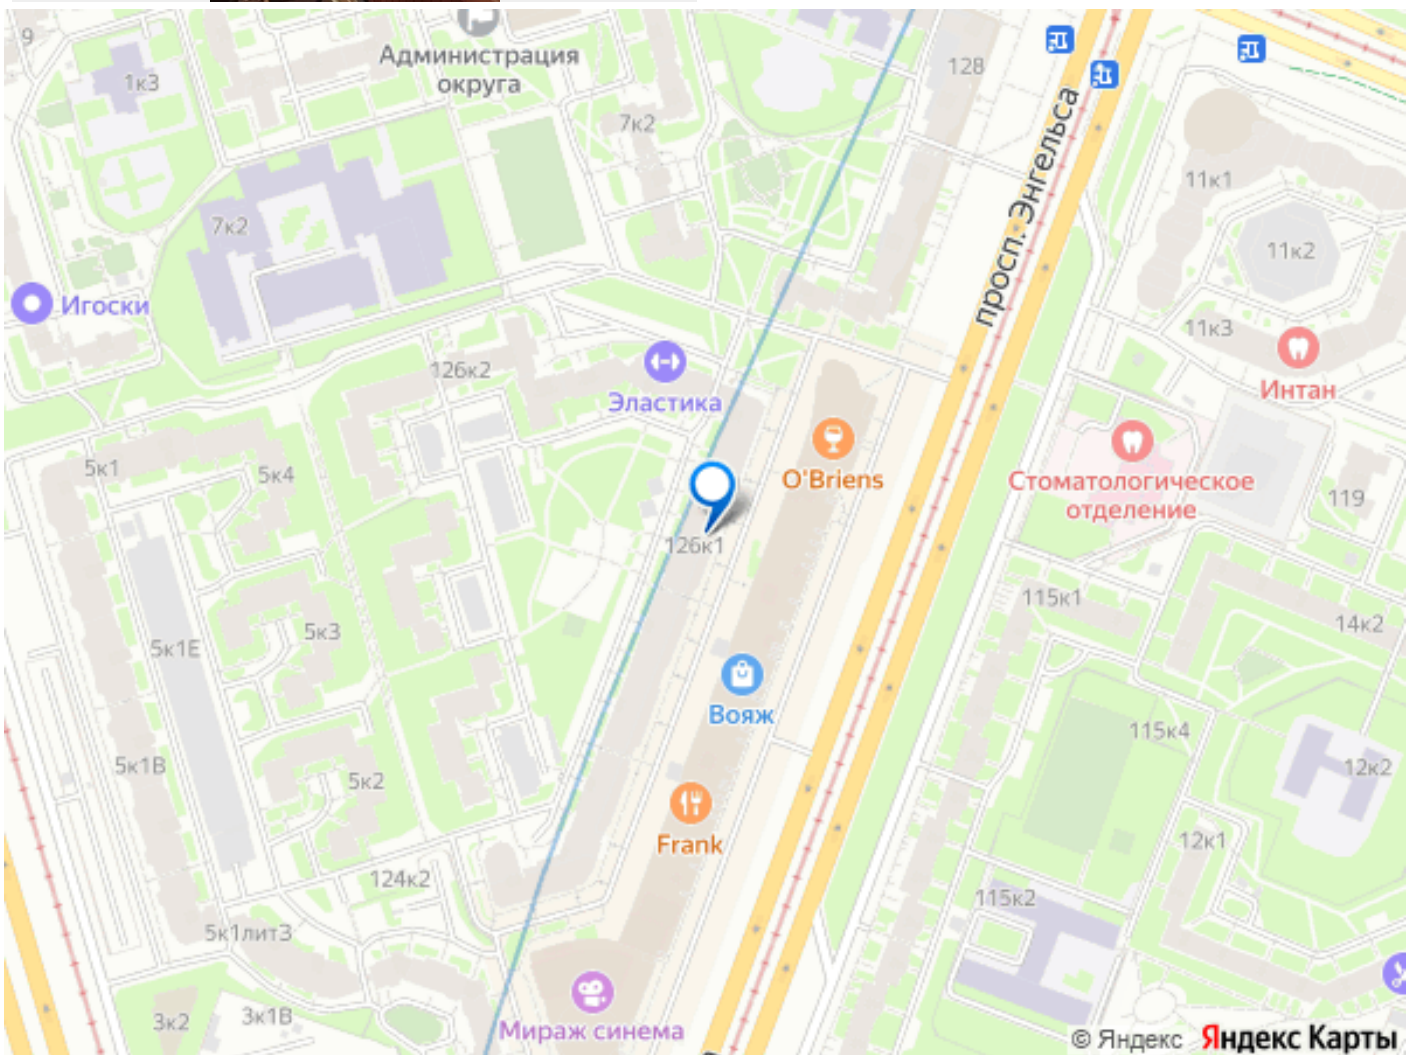 9
Администрация
округа
1к3
128
7к2
просп. Энгельса
11к1
7к2
11к2
Игоски
11к3
126к2
Интан
Эластика
O'Briens
5к1
5к4
Стоматологическое
отделение
119
126к1
115к1
14к2
5к3
5к1Е
Вояж
115к4
5к1В
5к2
12к2
Frank
12к1
124к2
115к2
5к1лит3
3к2
3к1В
Мираж синема
© Яндекс Яндекс Карты